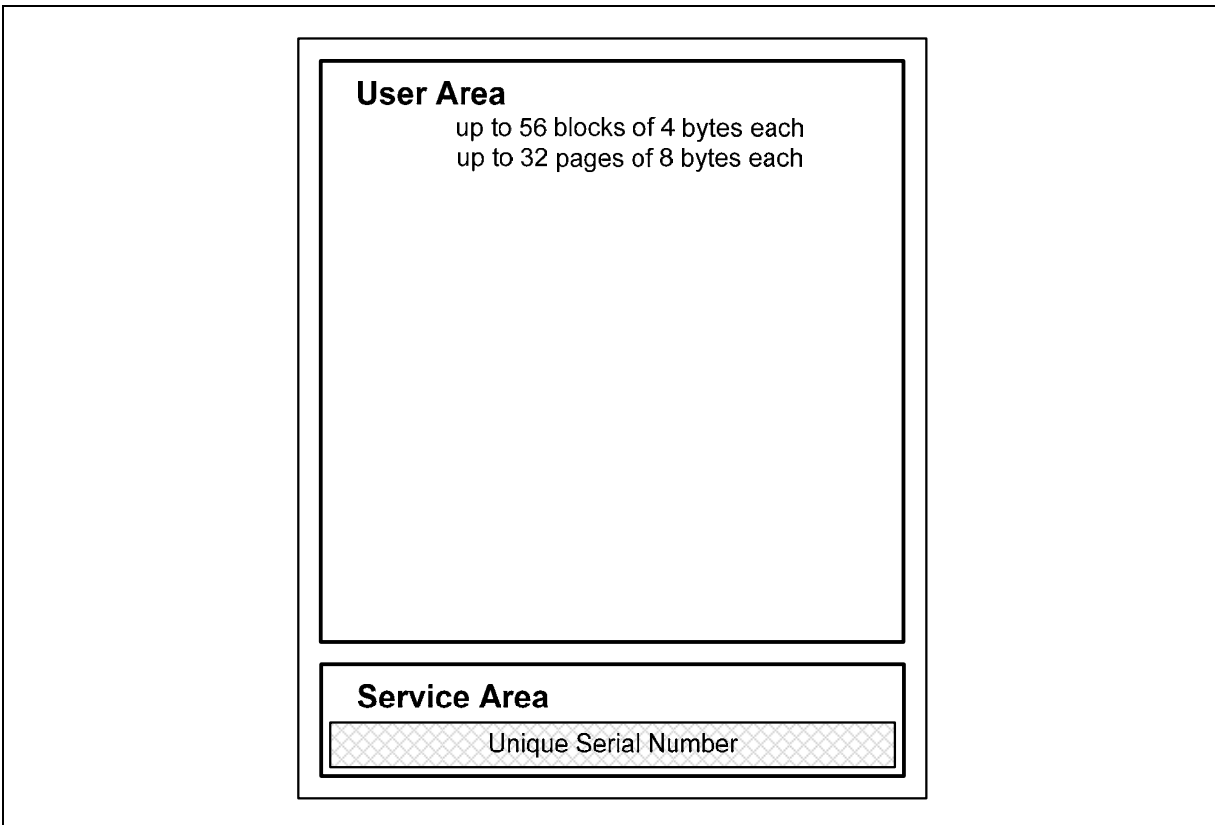 User Area
up to 56 blocks of 4 bytes each
up to 32 pages of 8 bytes each
Service Area
Unique Serial Number